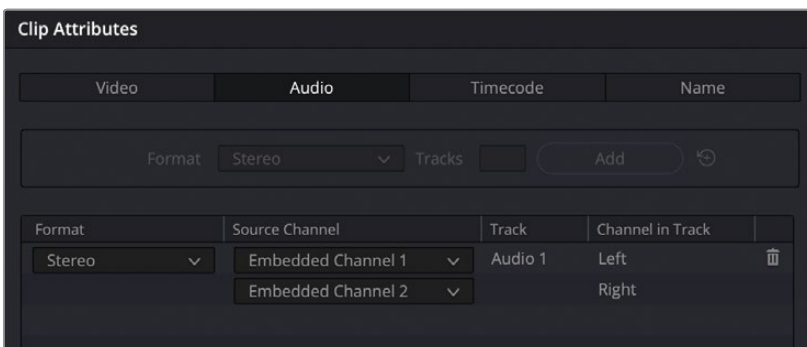 Clip Attributes
Video Audio Timecode Name
Format Stereo Tracks Add
Format Source Channel Track Channel in Track
Stereo Embedded Channel 1 Audio 1 Left
Embedded Channel 2 Right